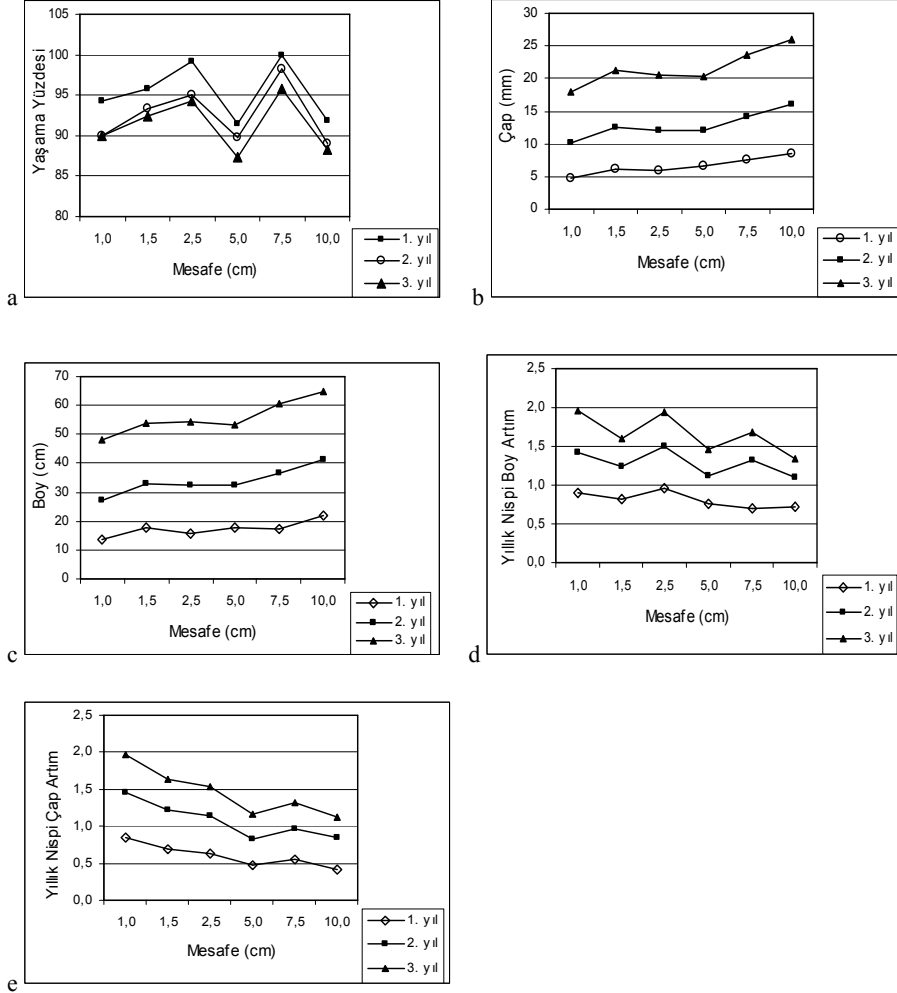 105
100
95
90
85
80
Yaşama Yüzdesi
1,0 1,5 2,5 5,0 7,5 10,0
Mesafe (cm)
1. yıl
2. yıl
3. yıl
a
30
25
20
15
10
5
0
Çap (mm)
1,0 1,5 2,5 5,0 7,5 10,0
Mesafe (cm)
1. yıl
2. yıl
3. yıl
b
70
60
50
40
30
20
10
0
Boy (cm)
1,0 1,5 2,5 5,0 7,5 10,0
Mesafe (cm)
1. yıl
2. yıl
3. yıl
c
2,5
2,0
1,5
1,0
0,5
0,0
Yıllık Nispi Boy Artım
1,0 1,5 2,5 5,0 7,5 10,0
Mesafe (cm)
1. yıl
2. yıl
3. yıl
d
2,5
2,0
1,5
1,0
0,5
0,0
Yıllık Nispi Çap Artım
1,0 1,5 2,5 5,0 7,5 10,0
Mesafe (cm)
1. yıl
2. yıl
3. yıl
e